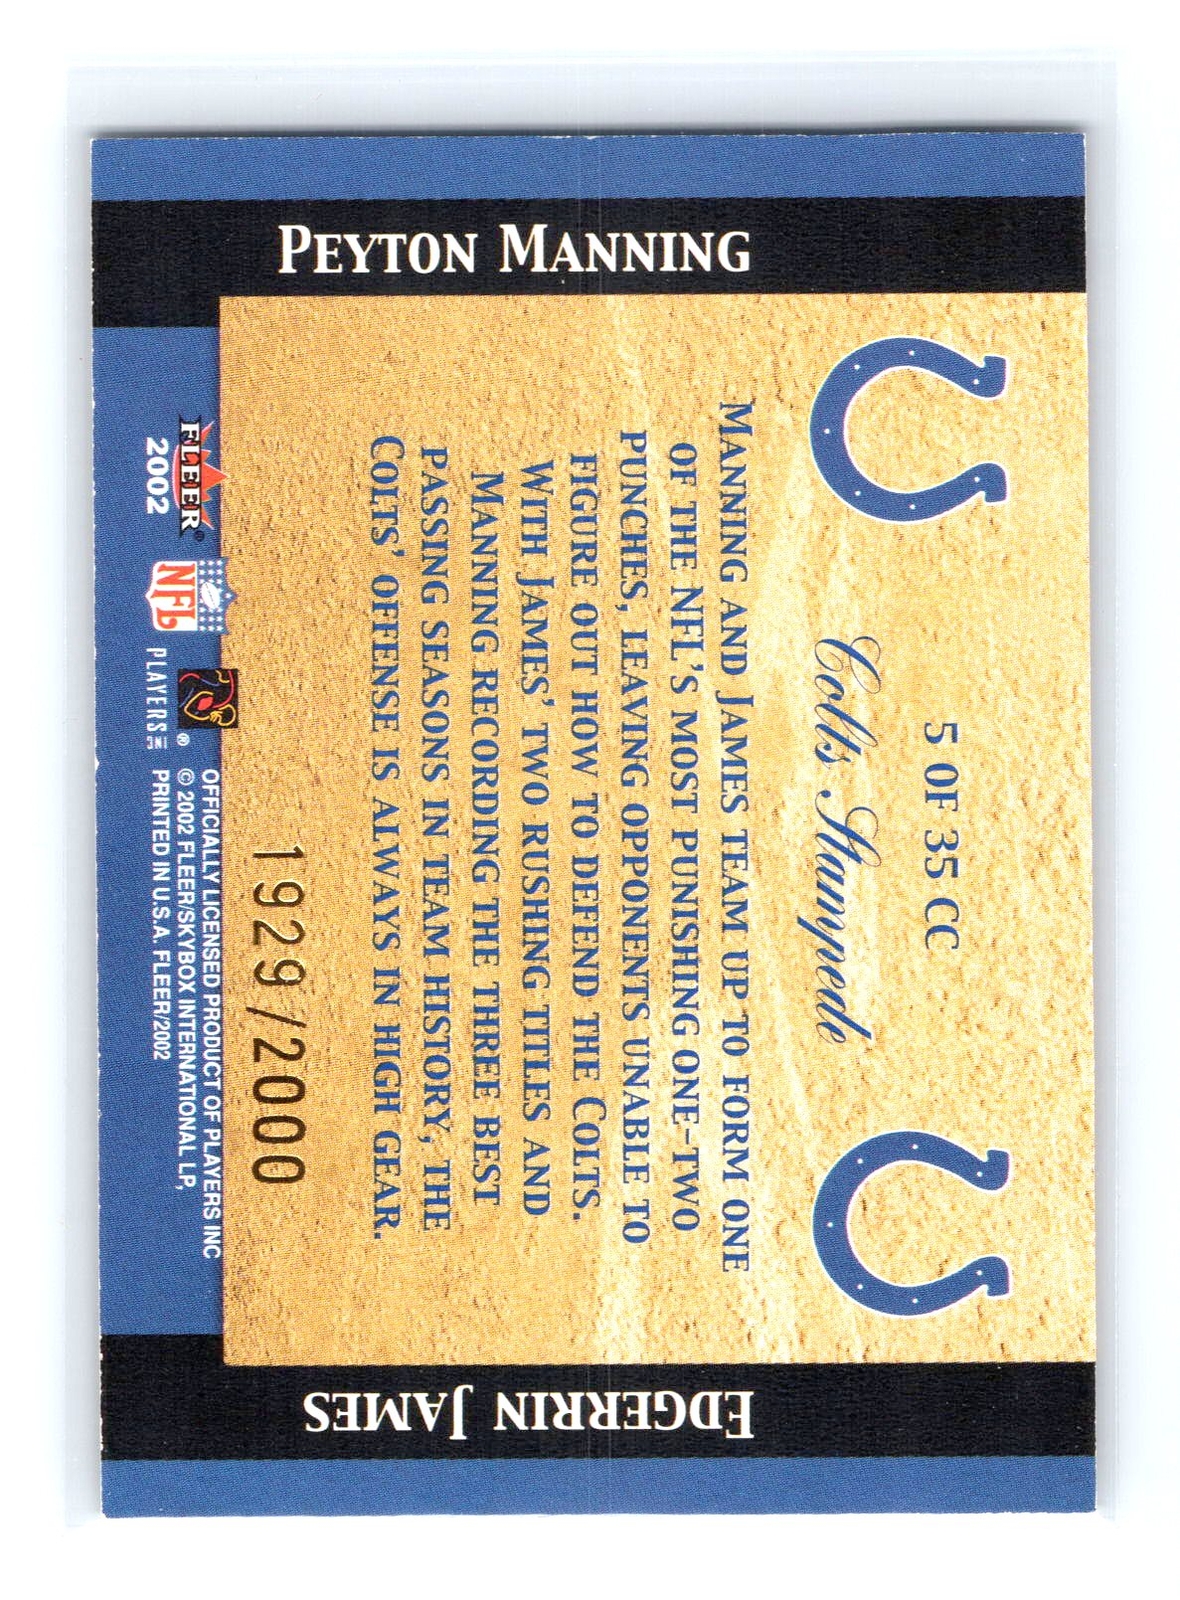 PEYTON MANNING
5 OF 35 CC
Colts Stampede
MANNING AND JAMES TEAM UP TO FORM ONE
OF THE NFL'S MOST PUNISHING ONE-TWO
PUNCHES, LEAVING OPPONENTS UNABLE TO
FIGURE OUT HOW TO DEFEND THE COLTS.
WITH JAMES' TWO RUSHING TITLES AND
MANNING RECORDING THE THREE BEST
PASSING SEASONS IN TEAM HISTORY, THE
COLTS' OFFENSE IS ALWAYS IN HIGH GEAR.
1929/2000
FLEER®
2002
NFL
PLAYERS INC
®
OFFICIALLY LICENSED PRODUCT OF PLAYERS INC
© 2002 FLEER/SKYBOX INTERNATIONAL LP,
PRINTED IN U.S.A. FLEER/2002
EDGERRIN JAMES